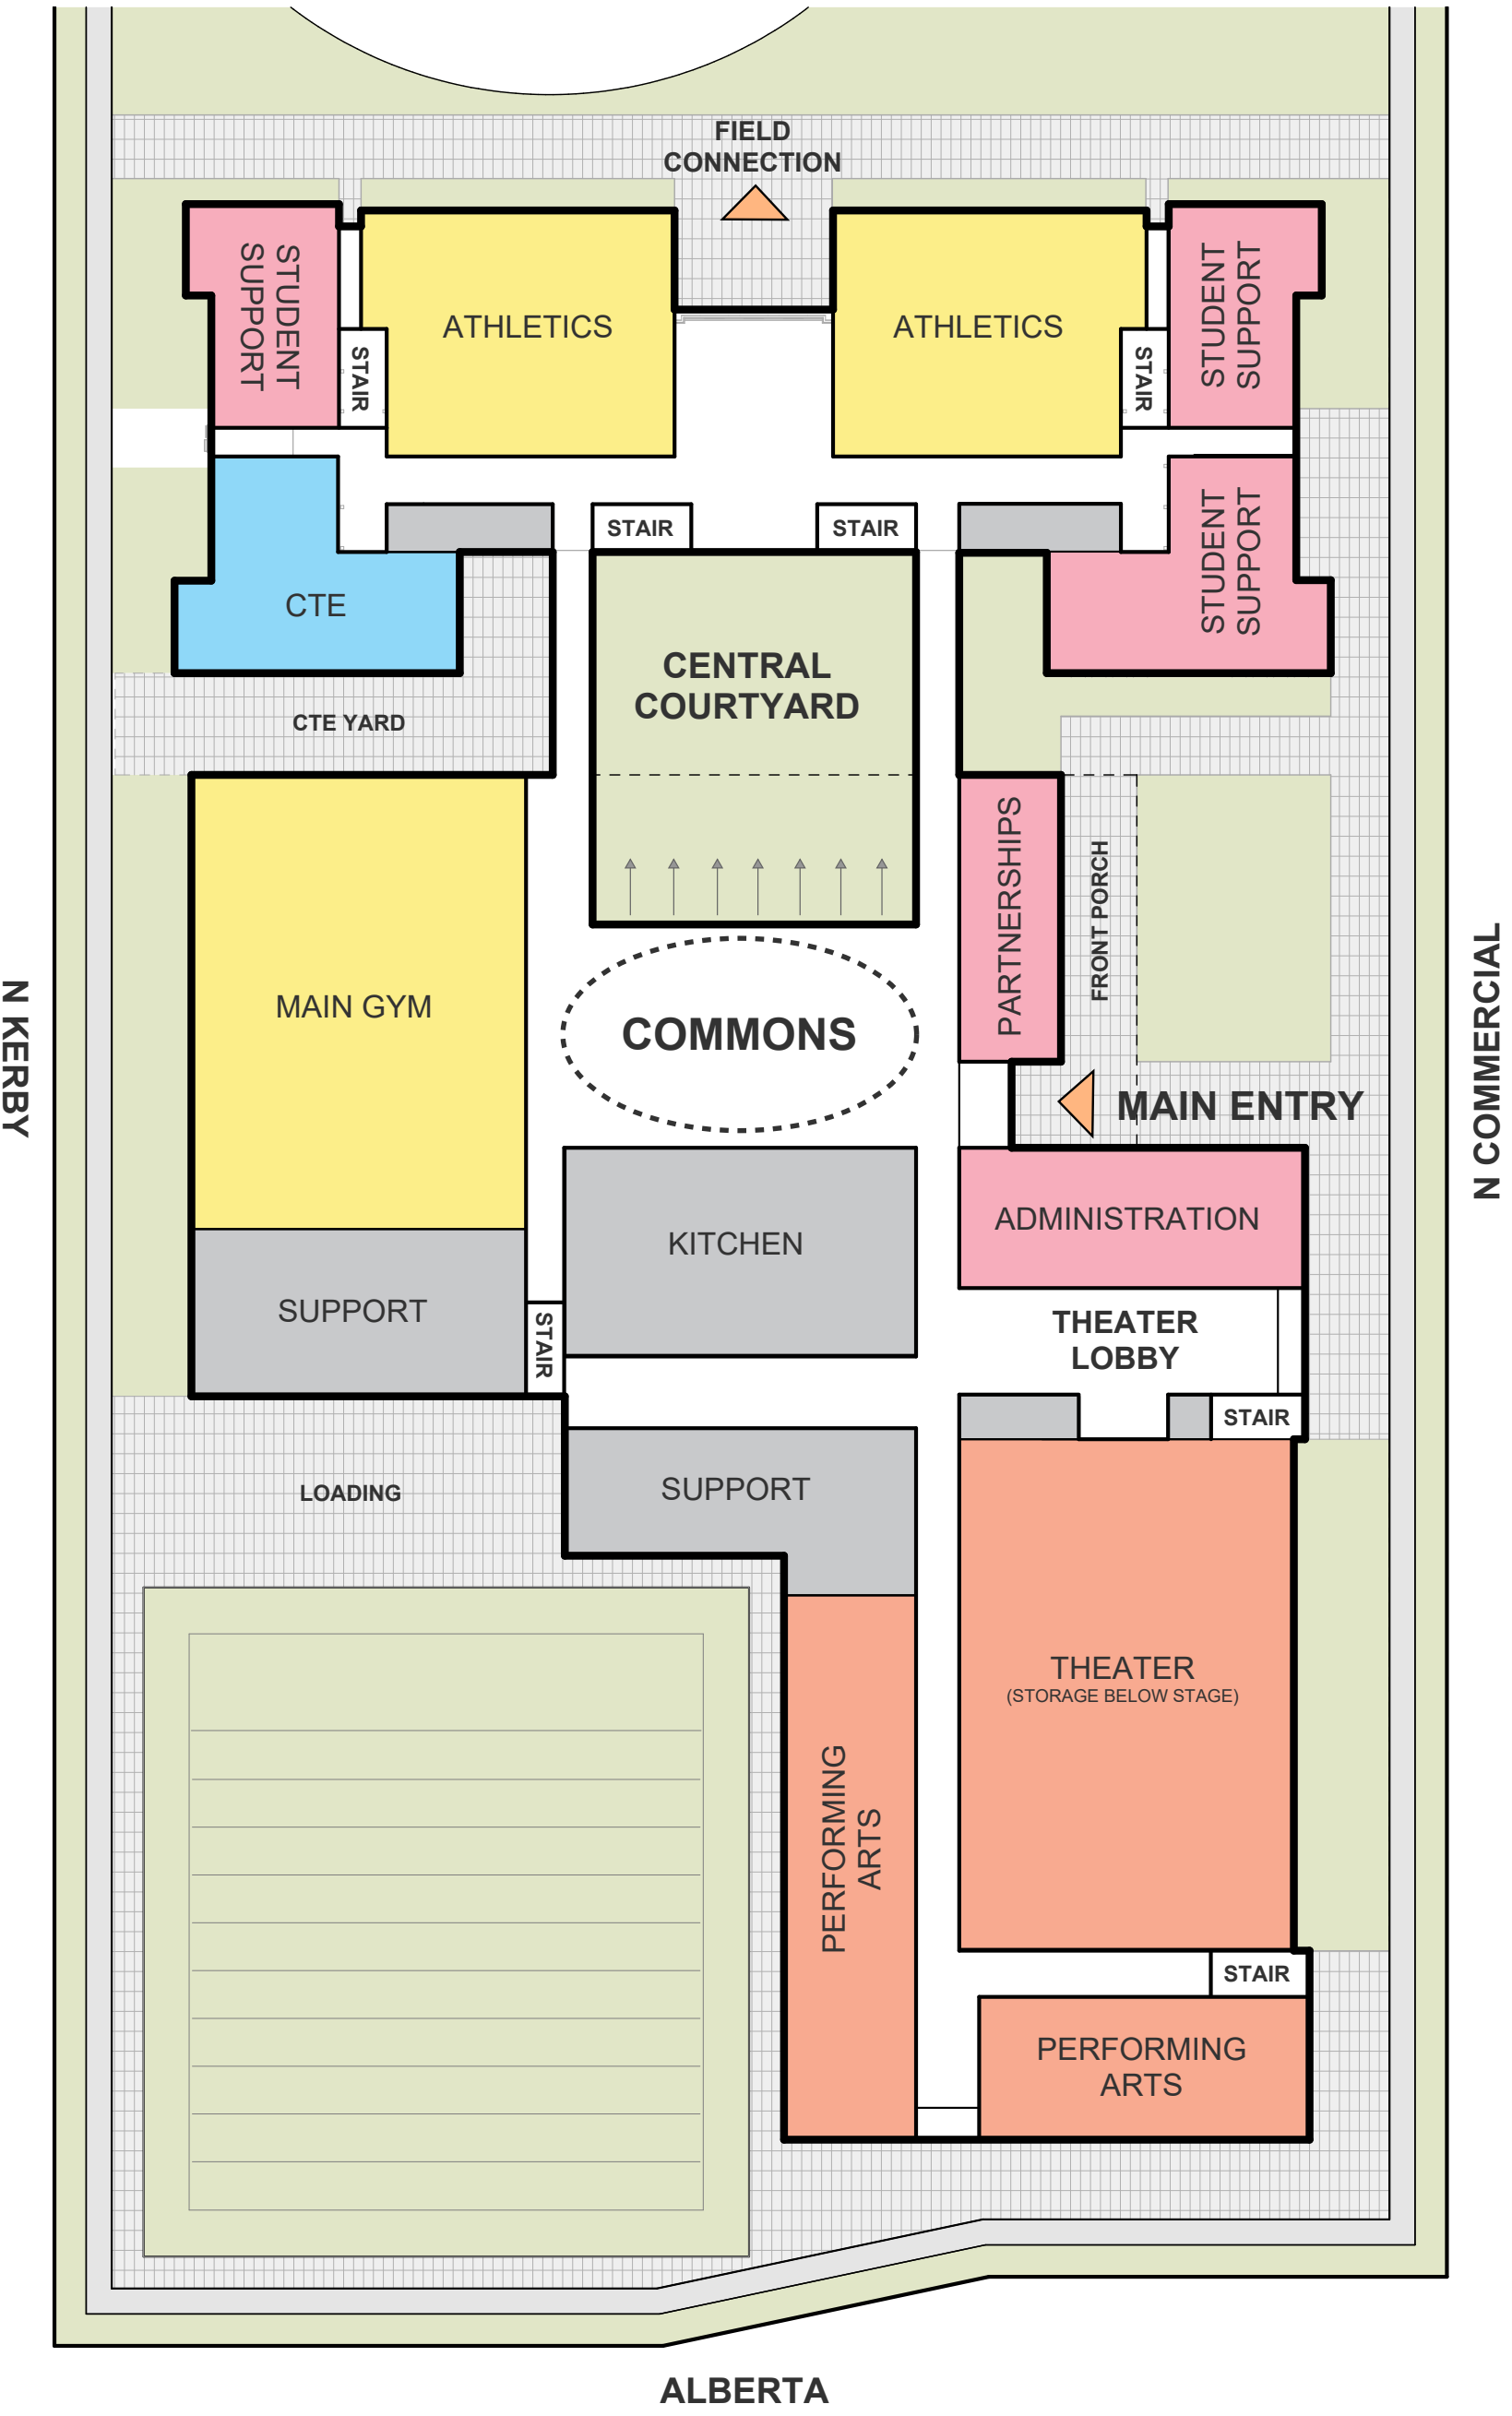 FIELD
CONNECTION
STUDENT
SUPPORT
ATHLETICS
ATHLETICS
STUDENT
SUPPORT
STAIR
STAIR
STAIR
STAIR
STUDENT
SUPPORT
CTE
CENTRAL
COURTYARD
CTE YARD
PARTNERSHIPS
FRONT PORCH
MAIN GYM
COMMONS
N KERBY
N COMMERCIAL
MAIN ENTRY
ADMINISTRATION
KITCHEN
SUPPORT
STAIR
THEATER
LOBBY
STAIR
LOADING
SUPPORT
THEATER
(STORAGE BELOW STAGE)
PERFORMING
ARTS
STAIR
PERFORMING
ARTS
ALBERTA